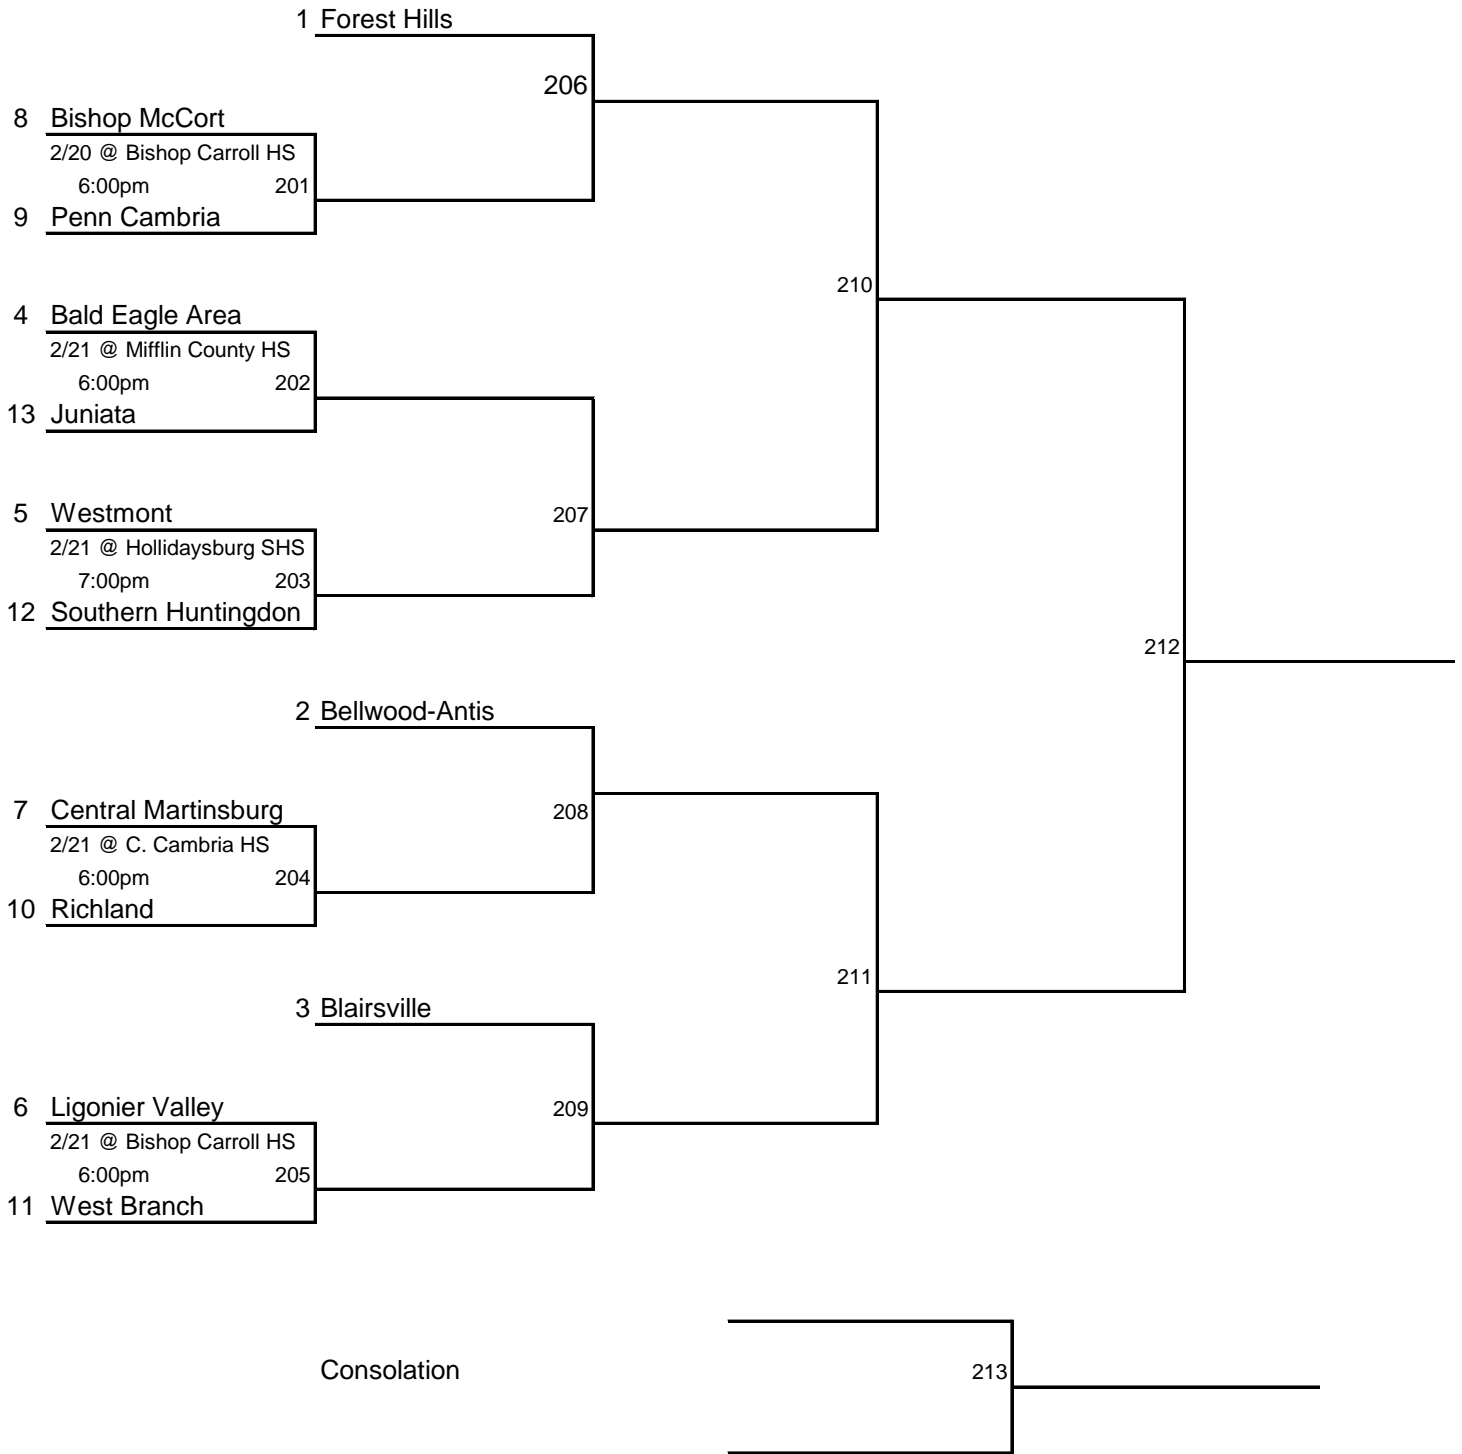 1 Forest Hills
206
8 Bishop McCort
2/20 @ Bishop Carroll HS
6:00pm 201
9 Penn Cambria
210
4 Bald Eagle Area
2/21 @ Mifflin County HS
6:00pm 202
13 Juniata
5 Westmont
207
2/21 @ Hollidaysburg SHS
7:00pm 203
12 Southern Huntingdon
212
2 Bellwood-Antis
7 Central Martinsburg
208
2/21 @ C. Cambria HS
6:00pm 204
10 Richland
211
3 Blairsville
6 Ligonier Valley
209
2/21 @ Bishop Carroll HS
6:00pm 205
11 West Branch
Consolation 213